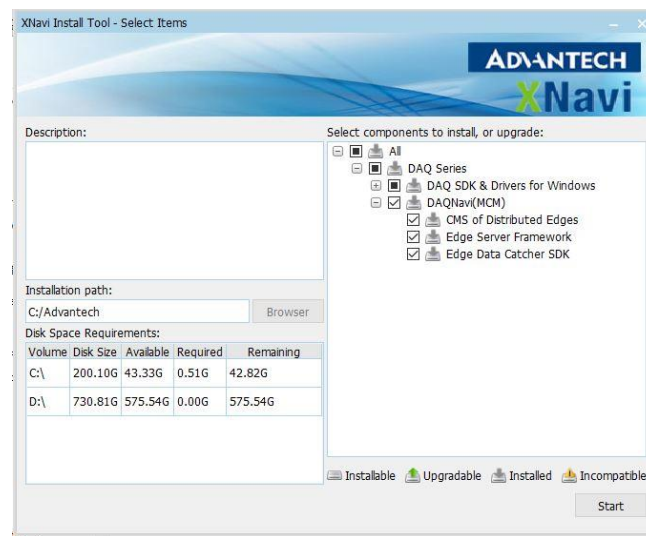 XNavi Install Tool - Select Items
ADVANTECH
XNavi
Description:
Select components to install, or upgrade:
All
DAQ Series
DAQ SDK & Drivers for Windows
DAQNavi(MCM)
CMS of Distributed Edges
Edge Server Framework
Edge Data Catcher SDK
Installation path:
C:/Advantech Browser
Disk Space Requirements:
Volume Disk Size Available Required Remaining
C:\ 200.10G 43.33G 0.51G 42.82G
D:\ 730.81G 575.54G 0.00G 575.54G
Installable Upgradable Installed Incompatible
Start